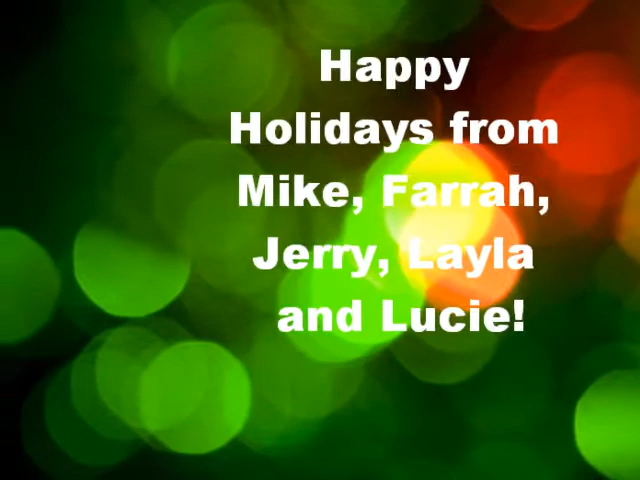 Happy
Holidays from
Mike, Farrah,
Jerry, Layla
and Lucie!